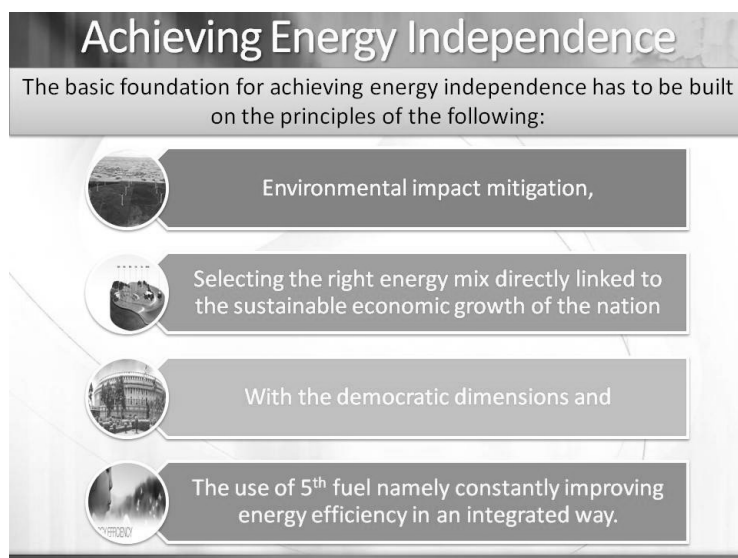 Achieving Energy Independence
The basic foundation for achieving energy independence has to be built
on the principles of the following:
Environmental impact mitigation,
Selecting the right energy mix directly linked to
the sustainable economic growth of the nation
With the democratic dimensions and
The use of 5th fuel namely constantly improving
energy efficiency in an integrated way.